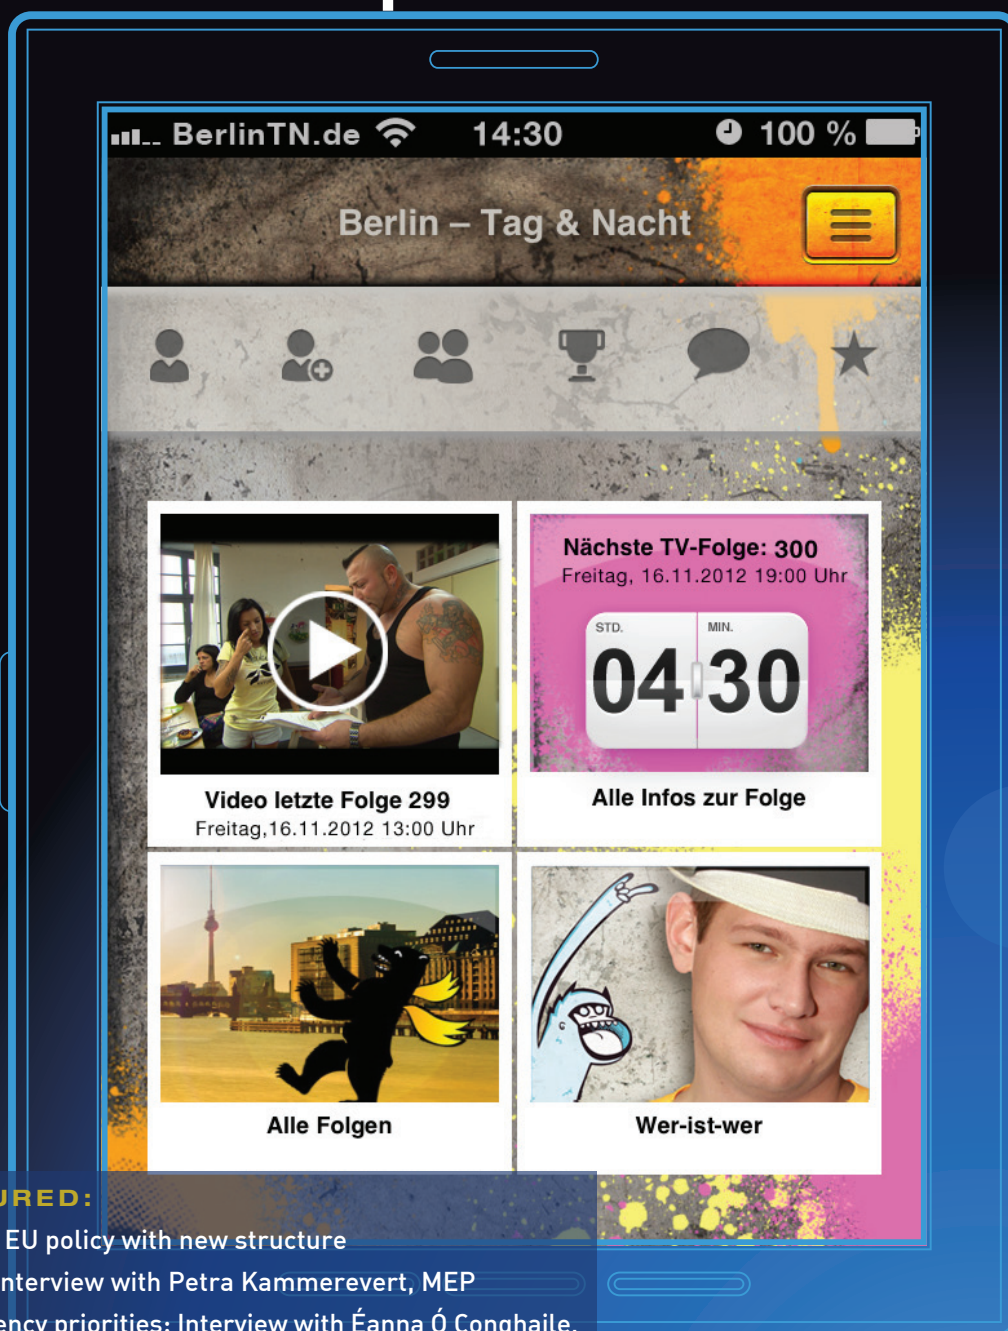 BerlinTN.de 14:30 100 %
Berlin – Tag & Nacht
Nächste TV-Folge: 300
Freitag, 16.11.2012 19:00 Uhr
STD. MIN.
04 30
Video letzte Folge 299
Freitag,16.11.2012 13:00 Uhr
Alle Infos zur Folge
Alle Folgen
Wer-ist-wer
URED:
EU policy with new structure
nterview with Petra Kammerevert, MEP
ency priorities: Interview with Éanna Ó Conghaile,